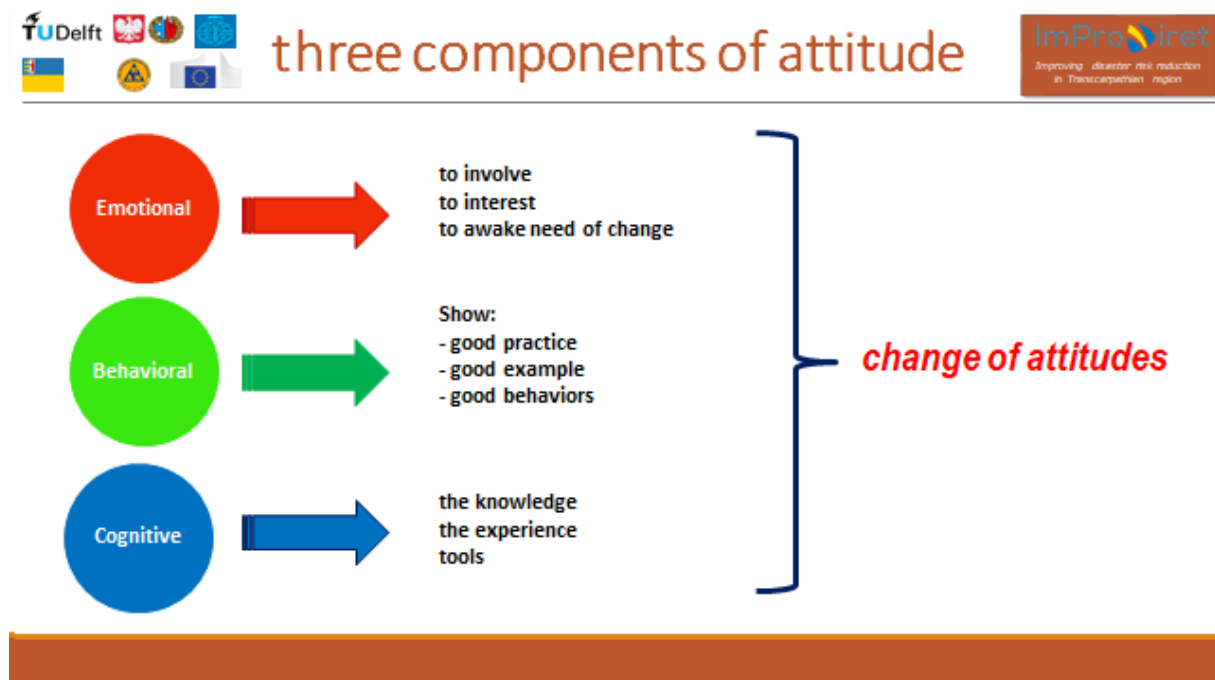 TUDelft
three components of attitude
ImProDiret
Improving disaster risk reduction
in Transcarpathian region
Emotional
to involve
to interest
to awake need of change
Behavioral
Show:
- good practice
- good example
- good behaviors
change of attitudes
Cognitive
the knowledge
the experience
tools